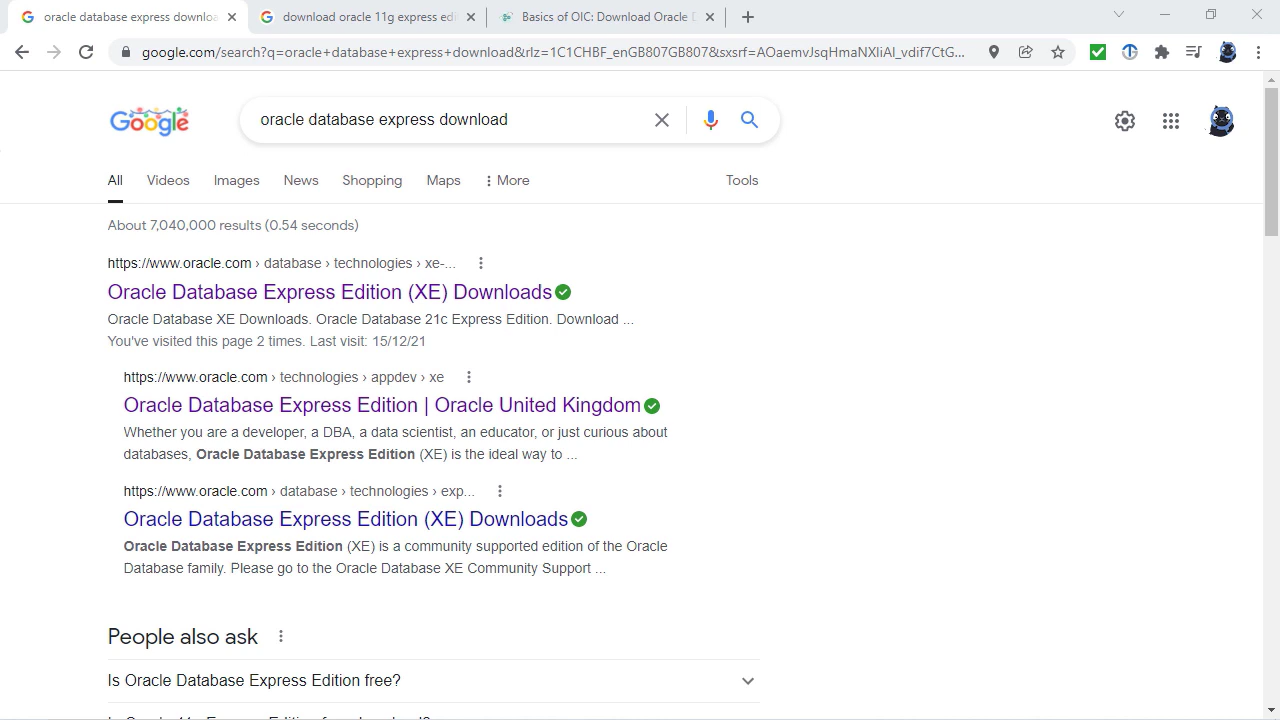 oracle database express downloa
download oracle 11g express edi
Basics of OIC: Download Oracle D
google.com/search?q=oracle+database+express+download&rlz=1C1CHBF_enGB807GB807&sxsrf=AOaemvJsqHmaNXliAI_vdif7CtG...
Google
oracle database express download
All
Videos
Images
News
Shopping
Maps
More
Tools
About 7,040,000 results (0.54 seconds)
https://www.oracle.com › database › technologies › xe-...
Oracle Database Express Edition (XE) Downloads
Oracle Database XE Downloads. Oracle Database 21c Express Edition. Download ...
You've visited this page 2 times. Last visit: 15/12/21
https://www.oracle.com › technologies › appdev › xe
Oracle Database Express Edition | Oracle United Kingdom
Whether you are a developer, a DBA, a data scientist, an educator, or just curious about
databases, Oracle Database Express Edition (XE) is the ideal way to ...
https://www.oracle.com › database › technologies › exp...
Oracle Database Express Edition (XE) Downloads
Oracle Database Express Edition (XE) is a community supported edition of the Oracle
Database family. Please go to the Oracle Database XE Community Support ...
People also ask
Is Oracle Database Express Edition free?